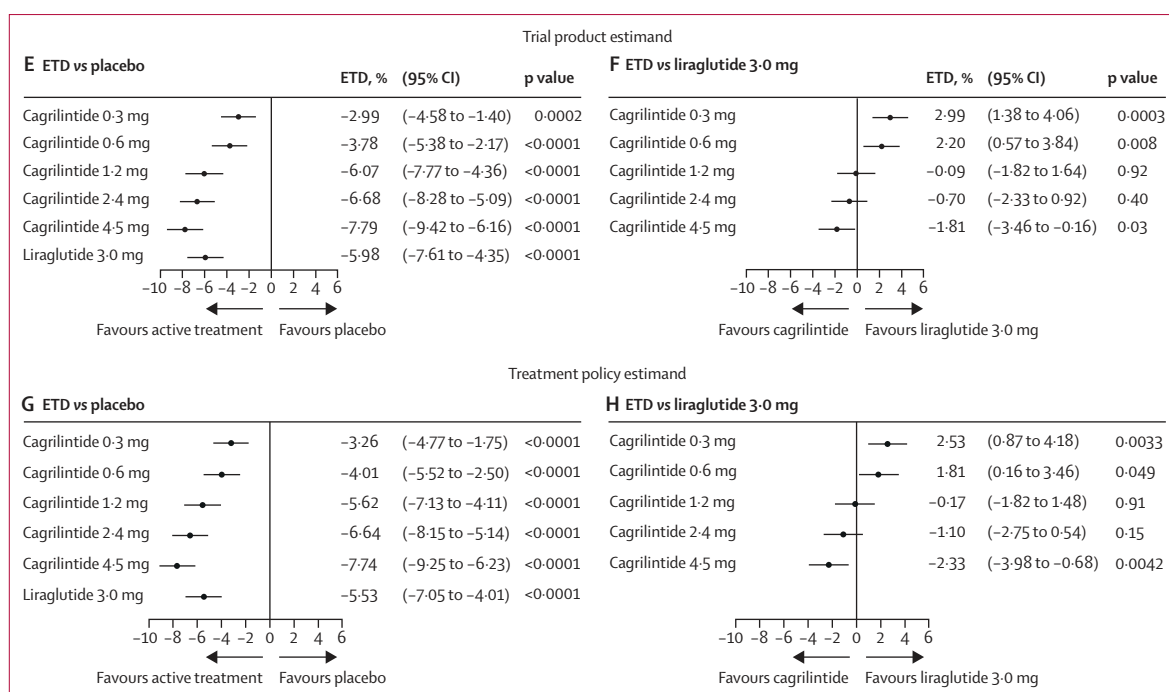 Trial product estimand
E ETD vs placebo
ETD, % (95% CI) p value
Cagrilintide 0·3 mg −2·99 (−4·58 to −1·40) 0·0002
Cagrilintide 0·6 mg −3·78 (−5·38 to −2·17) <0·0001
Cagrilintide 1·2 mg −6·07 (−7·77 to −4·36) <0·0001
Cagrilintide 2·4 mg −6·68 (−8·28 to −5·09) <0·0001
Cagrilintide 4·5 mg −7·79 (−9·42 to −6·16) <0·0001
Liraglutide 3·0 mg −5·98 (−7·61 to −4·35) <0·0001
−10 −8 −6 −4 −2 0 2 4 6
Favours active treatment Favours placebo
F ETD vs liraglutide 3·0 mg
ETD, % (95% CI) p value
Cagrilintide 0·3 mg 2·99 (1·38 to 4·06) 0·0003
Cagrilintide 0·6 mg 2·20 (0·57 to 3·84) 0·008
Cagrilintide 1·2 mg −0·09 (−1·82 to 1·64) 0·92
Cagrilintide 2·4 mg −0·70 (−2·33 to 0·92) 0·40
Cagrilintide 4·5 mg −1·81 (−3·46 to −0·16) 0·03
−10 −8 −6 −4 −2 0 2 4 6
Favours cagrilintide Favours liraglutide 3·0 mg
Treatment policy estimand
G ETD vs placebo
Cagrilintide 0·3 mg −3·26 (−4·77 to −1·75) <0·0001
Cagrilintide 0·6 mg −4·01 (−5·52 to −2·50) <0·0001
Cagrilintide 1·2 mg −5·62 (−7·13 to −4·11) <0·0001
Cagrilintide 2·4 mg −6·64 (−8·15 to −5·14) <0·0001
Cagrilintide 4·5 mg −7·74 (−9·25 to −6·23) <0·0001
Liraglutide 3·0 mg −5·53 (−7·05 to −4·01) <0·0001
−10 −8 −6 −4 −2 0 2 4 6
Favours active treatment Favours placebo
H ETD vs liraglutide 3·0 mg
Cagrilintide 0·3 mg 2·53 (0·87 to 4·18) 0·0033
Cagrilintide 0·6 mg 1·81 (0·16 to 3·46) 0·049
Cagrilintide 1·2 mg −0·17 (−1·82 to 1·48) 0·91
Cagrilintide 2·4 mg −1·10 (−2·75 to 0·54) 0·15
Cagrilintide 4·5 mg −2·33 (−3·98 to −0·68) 0·0042
−10 −8 −6 −4 −2 0 2 4 6
Favours cagrilintide Favours liraglutide 3·0 mg